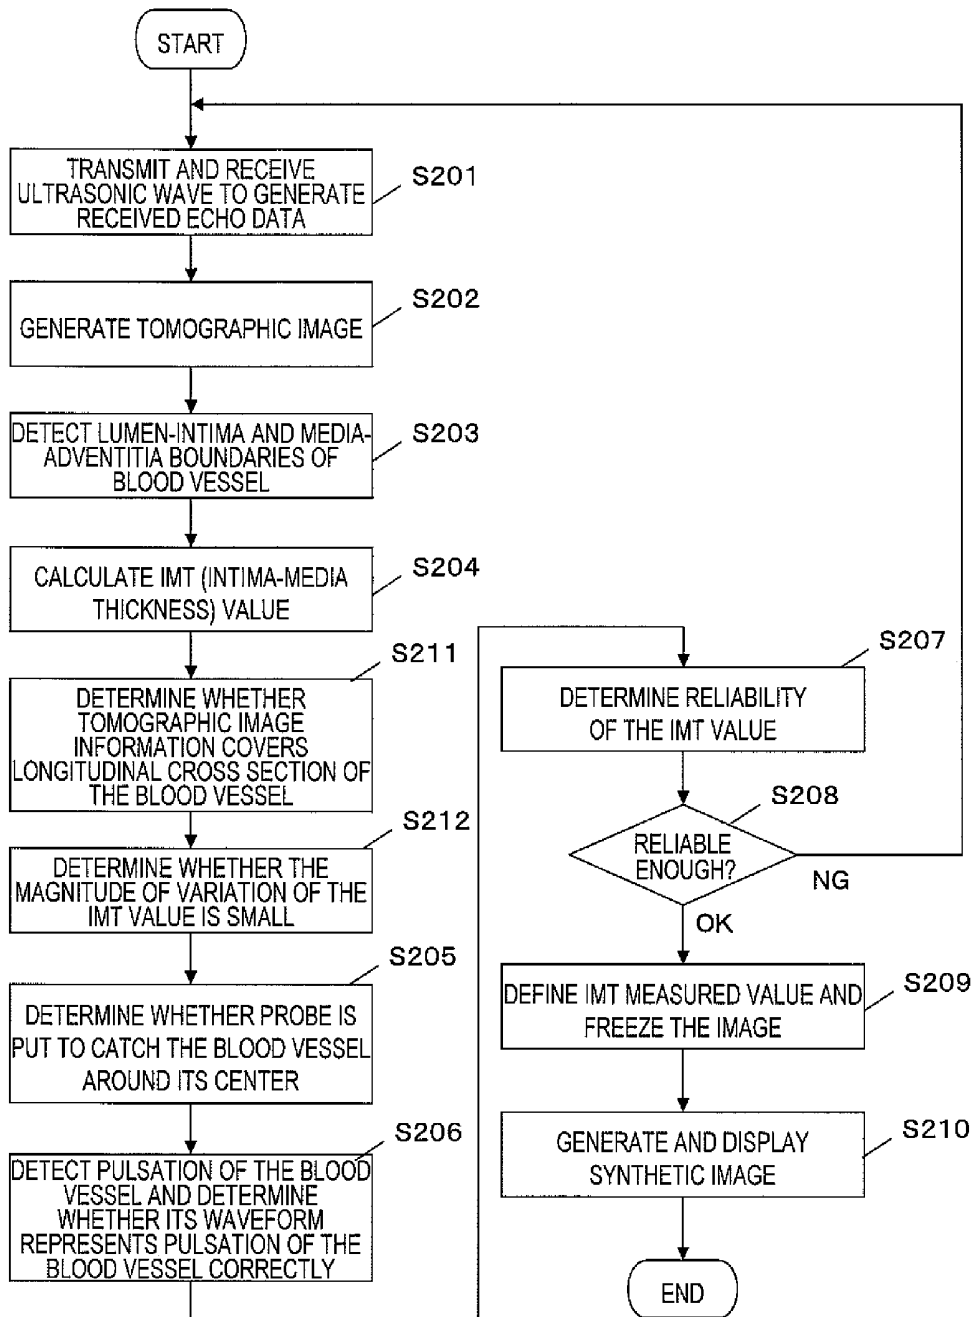 START
TRANSMIT AND RECEIVE
ULTRASONIC WAVE TO GENERATE
RECEIVED ECHO DATA
S201
GENERATE TOMOGRAPHIC IMAGE
S202
DETECT LUMEN-INTIMA AND MEDIA-
ADVENTITIA BOUNDARIES OF
BLOOD VESSEL
S203
CALCULATE IMT (INTIMA-MEDIA
THICKNESS) VALUE
S204
DETERMINE WHETHER
TOMOGRAPHIC IMAGE
INFORMATION COVERS
LONGITUDINAL CROSS SECTION OF
THE BLOOD VESSEL
S211
DETERMINE WHETHER THE
MAGNITUDE OF VARIATION OF THE
IMT VALUE IS SMALL
S212
DETERMINE WHETHER PROBE IS
PUT TO CATCH THE BLOOD VESSEL
AROUND ITS CENTER
S205
DETECT PULSATION OF THE BLOOD
VESSEL AND DETERMINE
WHETHER ITS WAVEFORM
REPRESENTS PULSATION OF THE
BLOOD VESSEL CORRECTLY
S206
DETERMINE RELIABILITY
OF THE IMT VALUE
S207
RELIABLE
ENOUGH?
S208
NG
OK
DEFINE IMT MEASURED VALUE AND
FREEZE THE IMAGE
S209
GENERATE AND DISPLAY
SYNTHETIC IMAGE
S210
END